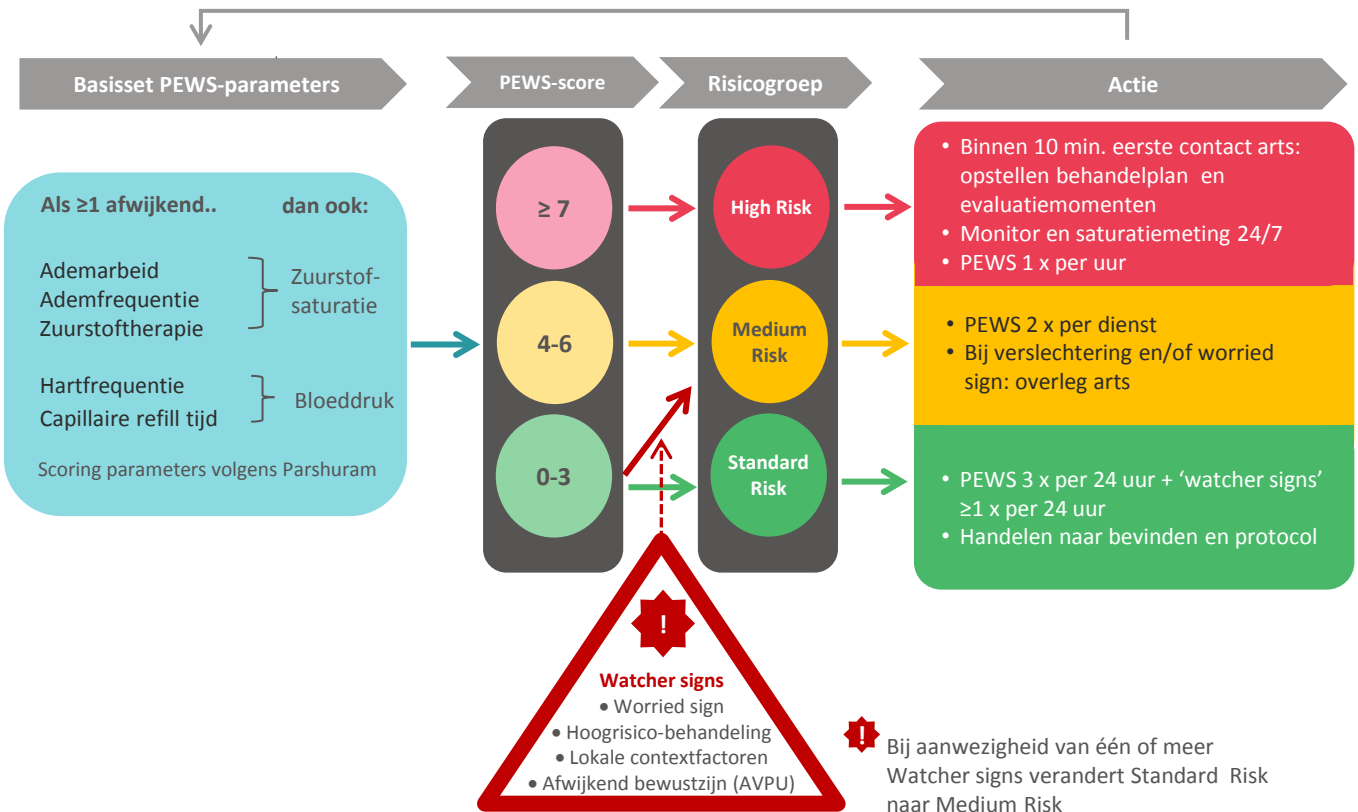 Basisset PEWS-parameters
PEWS-score
Risicogroep
Actie
Als ≥1 afwijkend..
dan ook:
Ademarbeid
Ademfrequentie
Zuurstoftherapie
Zuurstof-
saturatie
Hartfrequentie
Capillaire refill tijd
Bloeddruk
Scoring parameters volgens Parshuram
≥ 7
4-6
0-3
High Risk
Medium
Risk
Standard
Risk
• Binnen 10 min. eerste contact arts:
opstellen behandelplan en
evaluatiemomenten
• Monitor en saturatiemeting 24/7
• PEWS 1 x per uur
• PEWS 2 x per dienst
• Bij verslechtering en/of worried
sign: overleg arts
• PEWS 3 x per 24 uur + ‘watcher signs’
≥1 x per 24 uur
• Handelen naar bevinden en protocol
!
Watcher signs
• Worried sign
• Hoogrisico-behandeling
• Lokale contextfactoren
• Afwijkend bewustzijn (AVPU)
!
Bij aanwezigheid van één of meer
Watcher signs verandert Standard Risk
naar Medium Risk